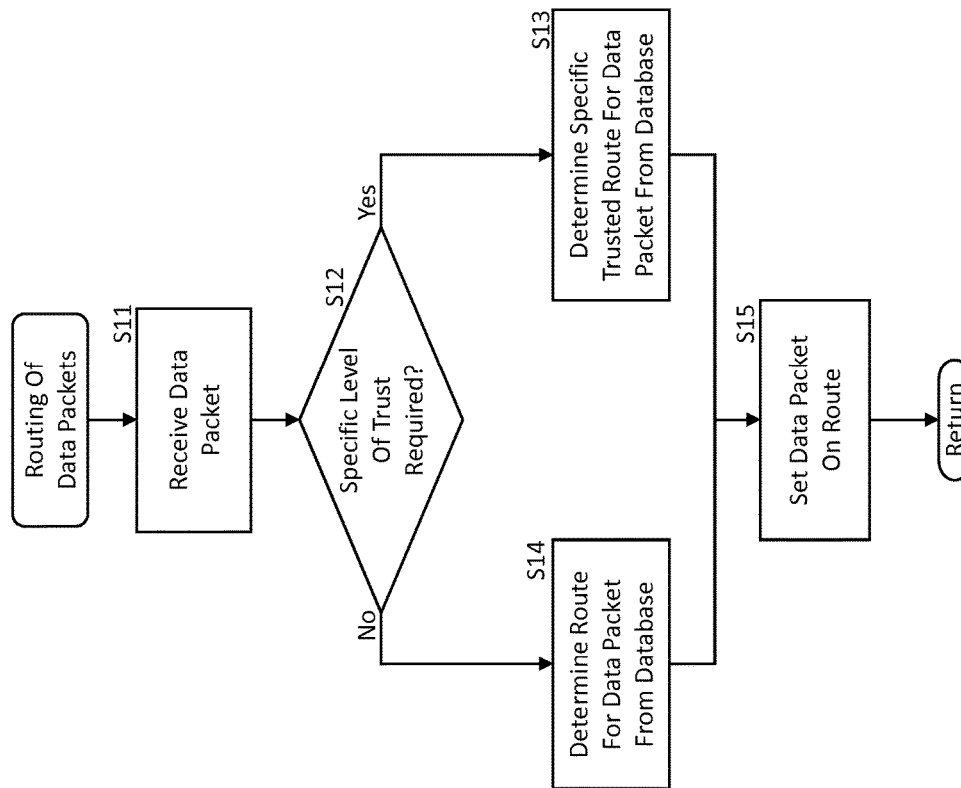 Routing Of
Data Packets
S11
Receive Data
Packet
S12
Specific Level
Of Trust
Required?
No
Yes
S14
Determine Route
For Data Packet
From Database
S13
Determine Specific
Trusted Route For Data
Packet From Database
S15
Set Data Packet
On Route
Return